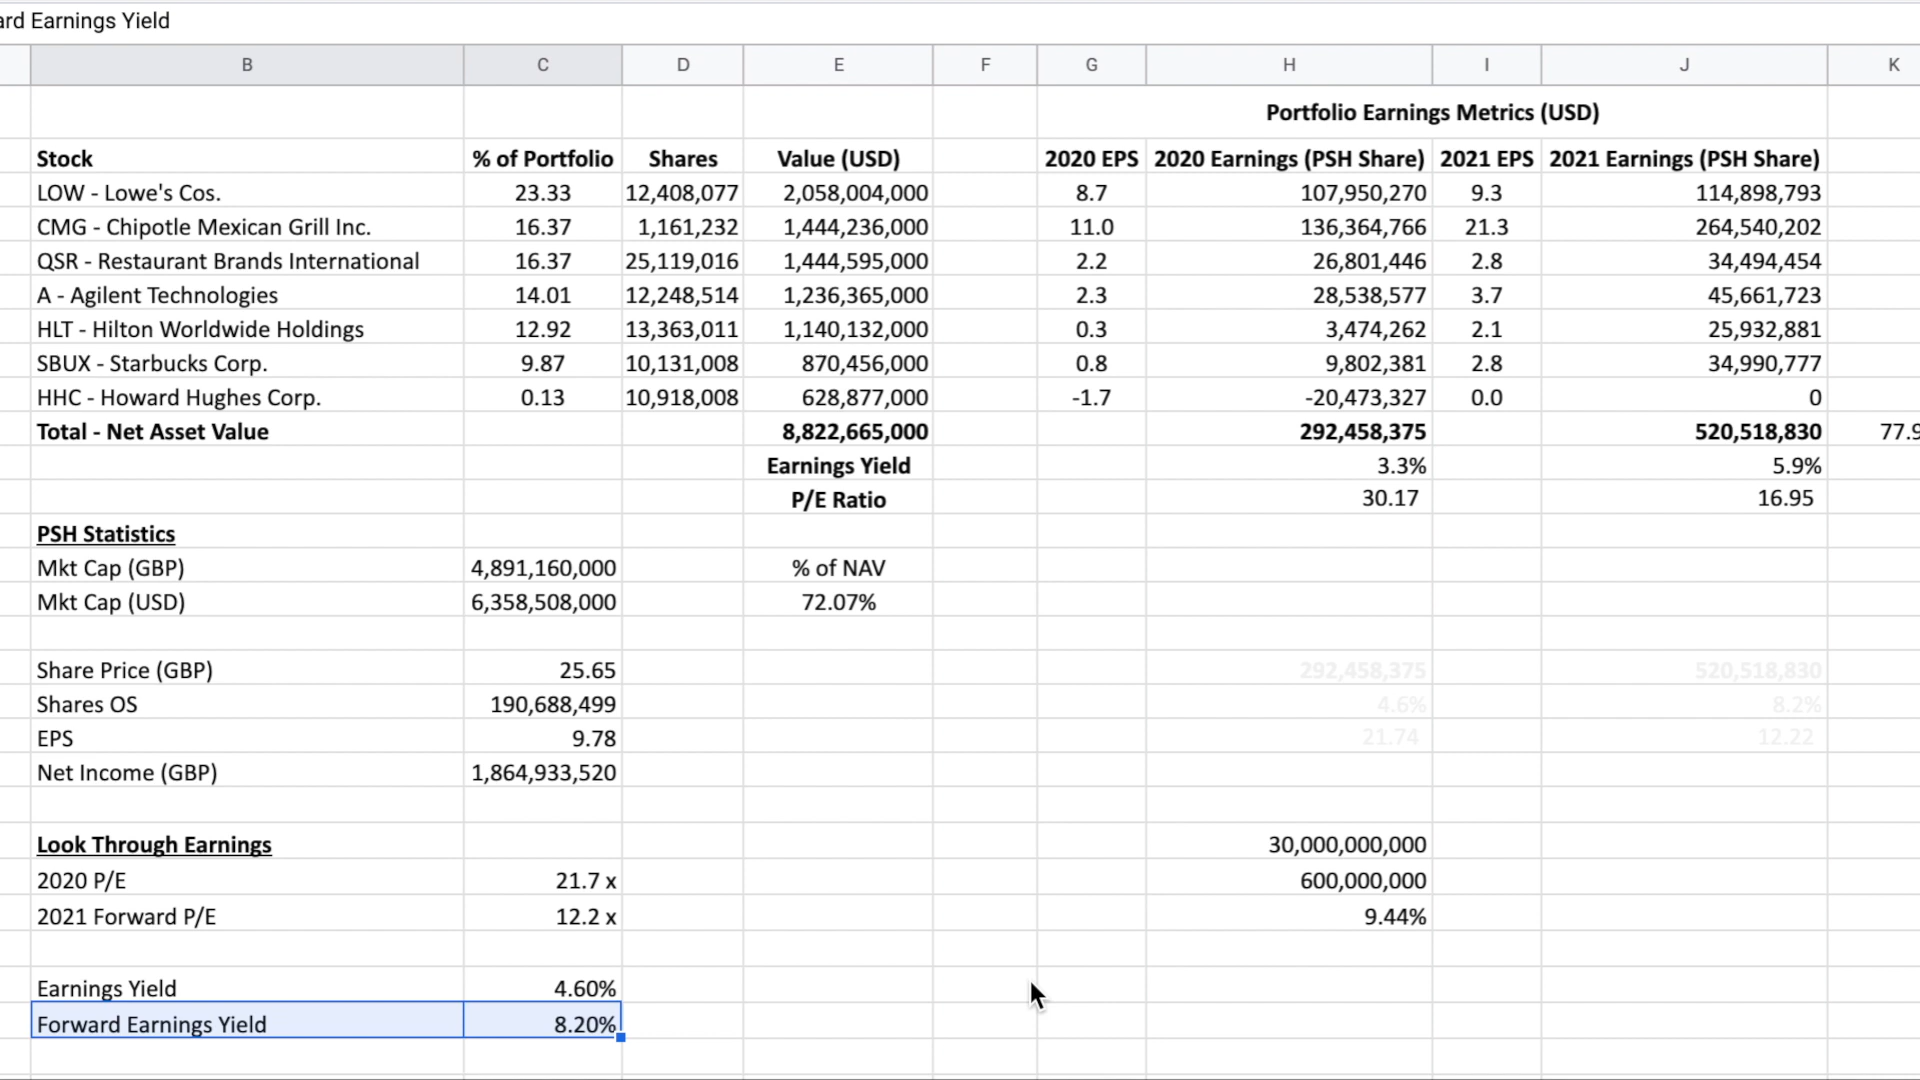 ard Earnings Yield
B C D E F G H I J K
Portfolio Earnings Metrics (USD)
Stock % of Portfolio Shares Value (USD) 2020 EPS 2020 Earnings (PSH Share) 2021 EPS 2021 Earnings (PSH Share)
LOW - Lowe's Cos. 23.33 12,408,077 2,058,004,000 8.7 107,950,270 9.3 114,898,793
CMG - Chipotle Mexican Grill Inc. 16.37 1,161,232 1,444,236,000 11.0 136,364,766 21.3 264,540,202
QSR - Restaurant Brands International 16.37 25,119,016 1,444,595,000 2.2 26,801,446 2.8 34,494,454
A - Agilent Technologies 14.01 12,248,514 1,236,365,000 2.3 28,538,577 3.7 45,661,723
HLT - Hilton Worldwide Holdings 12.92 13,363,011 1,140,132,000 0.3 3,474,262 2.1 25,932,881
SBUX - Starbucks Corp. 9.87 10,131,008 870,456,000 0.8 9,802,381 2.8 34,990,777
HHC - Howard Hughes Corp. 0.13 10,918,008 628,877,000 -1.7 -20,473,327 0.0 0
Total - Net Asset Value 8,822,665,000 292,458,375 520,518,830 77.9
Earnings Yield 3.3% 5.9%
P/E Ratio 30.17 16.95
PSH Statistics
Mkt Cap (GBP) 4,891,160,000 % of NAV
Mkt Cap (USD) 6,358,508,000 72.07%
Share Price (GBP) 25.65 292,458,375 520,518,830
Shares OS 190,688,499 4.6% 8.2%
EPS 9.78 21.74 12.22
Net Income (GBP) 1,864,933,520
Look Through Earnings 30,000,000,000
2020 P/E 21.7 x 600,000,000
2021 Forward P/E 12.2 x 9.44%
Earnings Yield 4.60%
Forward Earnings Yield 8.20%